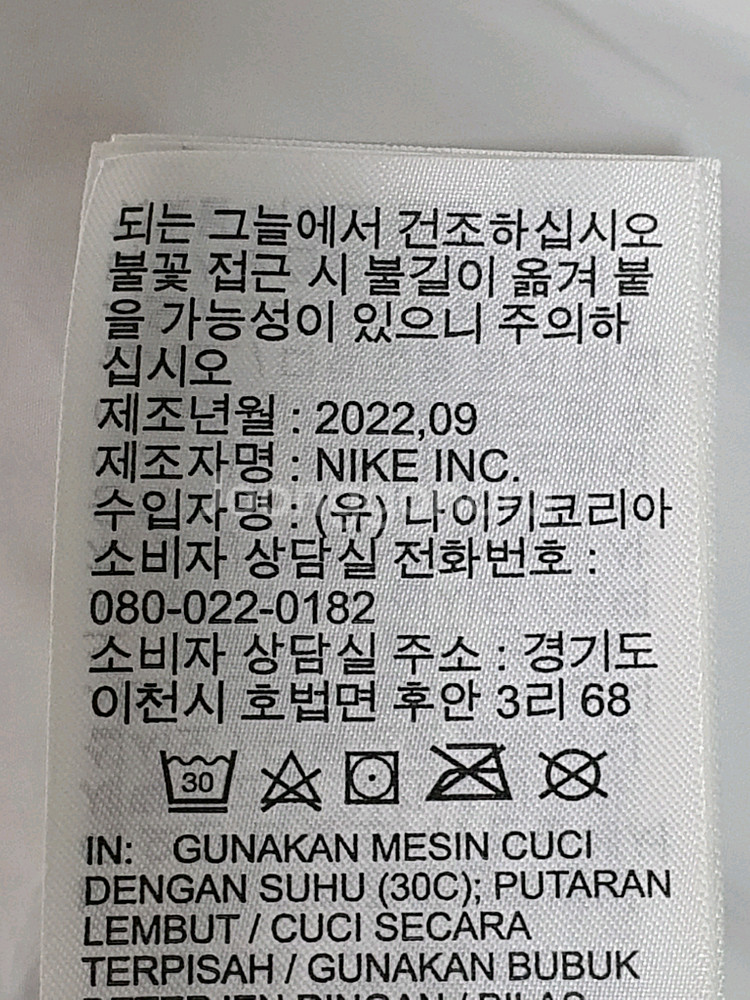 되는 그늘에서 건조하십시오
불꽃 접근 시 불길이 옮겨 붙
을 가능성이 있으니 주의하
십시오
제조년월 : 2022,09
제조자명 : NIKE INC.
수입자명 : (유) 나이키코리아
소비자 상담실 전화번호 :
080-022-0182
소비자 상담실 주소 : 경기도
이천시 호법면 후안 3리 68
30
IN: GUNAKAN MESIN CUCI
DENGAN SUHU (30C); PUTARAN
LEMBUT / CUCI SECARA
TERPISAH / GUNAKAN BUBUK